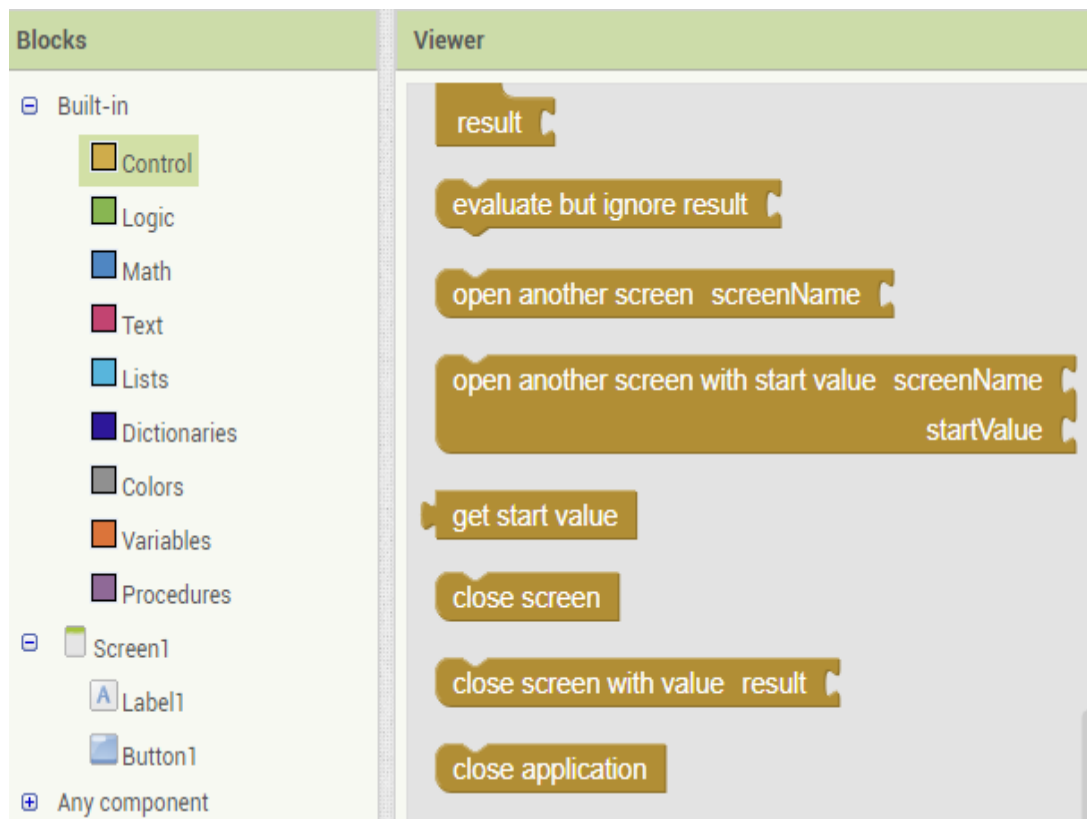 Blocks
Built-in
Control
Logic
Math
Text
Lists
Dictionaries
Colors
Variables
Procedures
Screen1
A
Label1
Button1
Any component
Viewer
result
evaluate but ignore result
open another screen screenName
open another screen with start value screenName
startValue
get start value
close screen
close screen with value result
close application